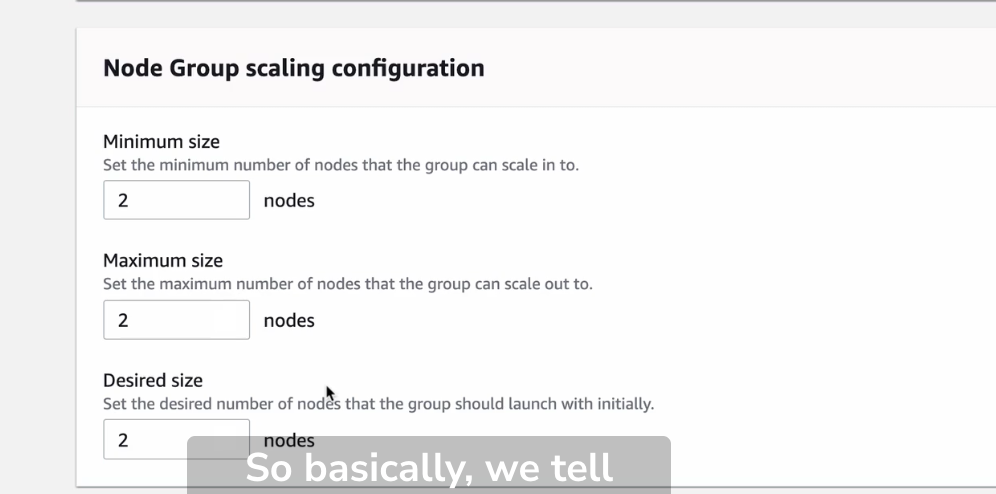 Node Group scaling configuration
Minimum size
Set the minimum number of nodes that the group can scale in to.
2 nodes
Maximum size
Set the maximum number of nodes that the group can scale out to.
2 nodes
Desired size
Set the desired number of nodes that the group should launch with initially.
2 nodes
So basically, we tell